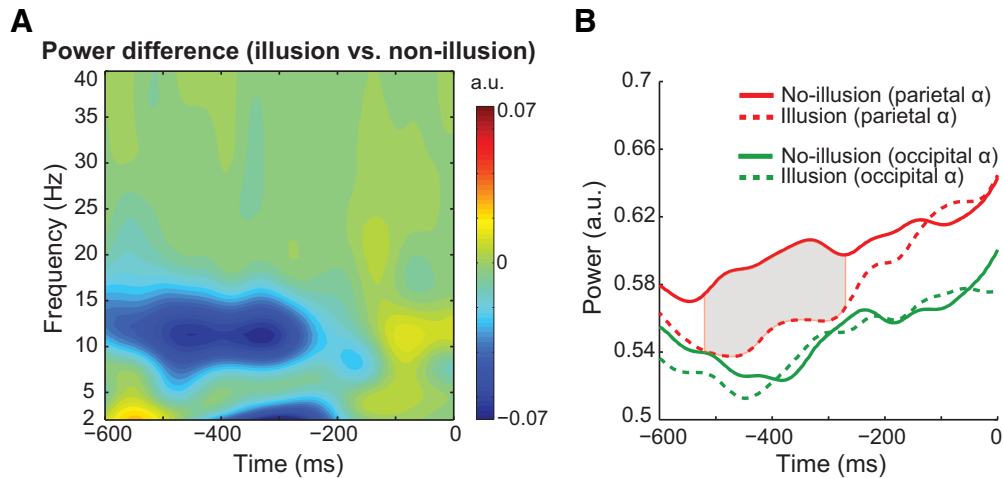 A
Power difference (illusion vs. non-illusion)
a.u.
0.07
0
−0.07
40
30
20
15
10
5
2
Frequency (Hz)
−600
−400
−200
0
Time (ms)
B
0.7
0.66
0.62
0.58
0.54
0.5
Power (a.u.)
No-illusion (parietal α)
Illusion (parietal α)
No-illusion (occipital α)
Illusion (occipital α)
−600
−400
−200
0
Time (ms)